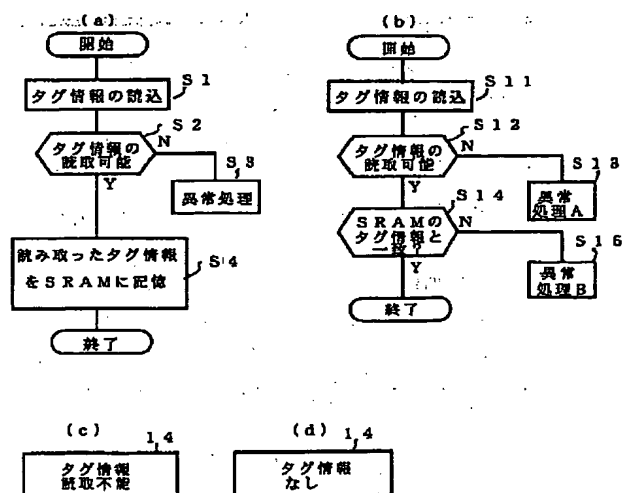 (a)
開始
S1
タグ情報の読込
S2
タグ情報の
読取可能
N
Y
S3
異常処理
読み取ったタグ情報
をSRAMに記憶
S4
終了
(b)
開始
S11
タグ情報の読込
S12
タグ情報の
読取可能
N
Y
S13
異常
処理A
S14
SRAMの
タグ情報と
一致?
N
Y
異常
処理B
終了
(c)
14
タグ情報
読取不能
(d)
14
タグ情報
なし